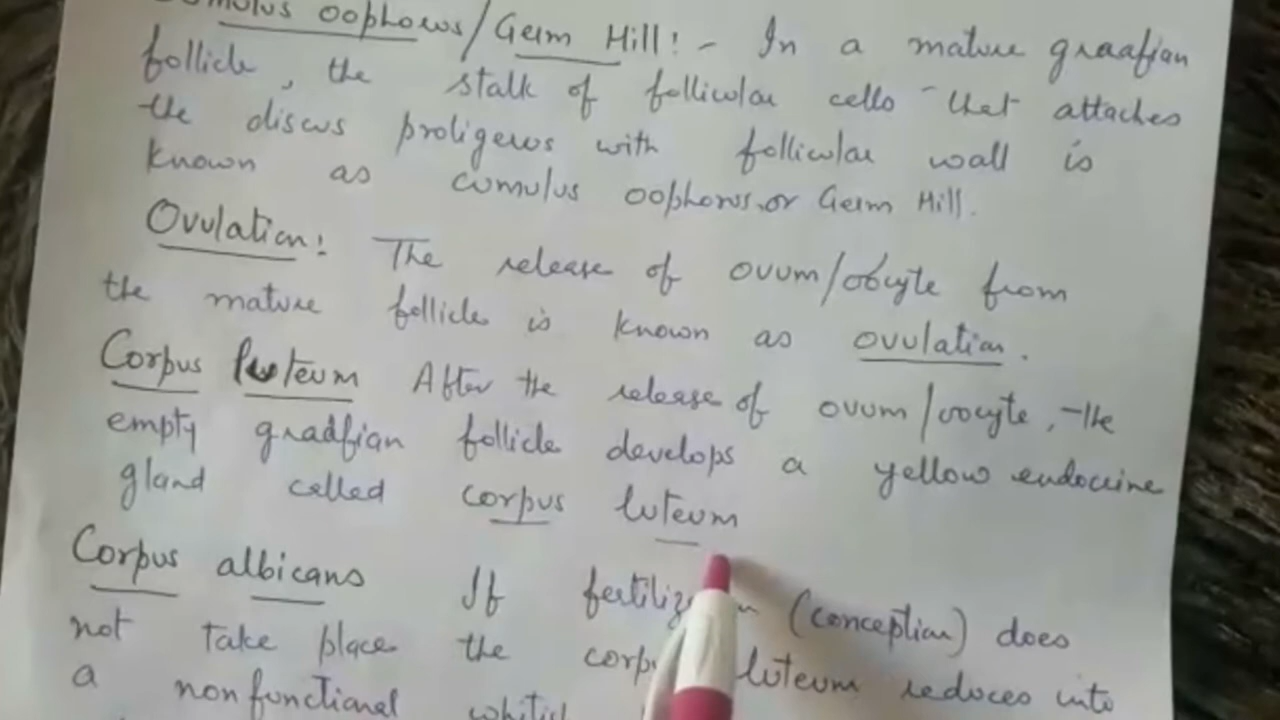 Cumulus oophorus/Germ Hill:- In a mature graafian
follicle, the stalk of follicular cells that attaches
the discus proligerus with follicular wall is
known as cumulus oophorus or Germ Hill.
Ovulation: The release of ovum/oocyte from
the mature follicle is known as ovulation.
Corpus luteum After the release of ovum/oocyte, the
empty graafian follicle develops a yellow endocrine
gland called corpus luteum
Corpus albicans If (conception) does
not take place the luteum reduces into
a nonfunctional